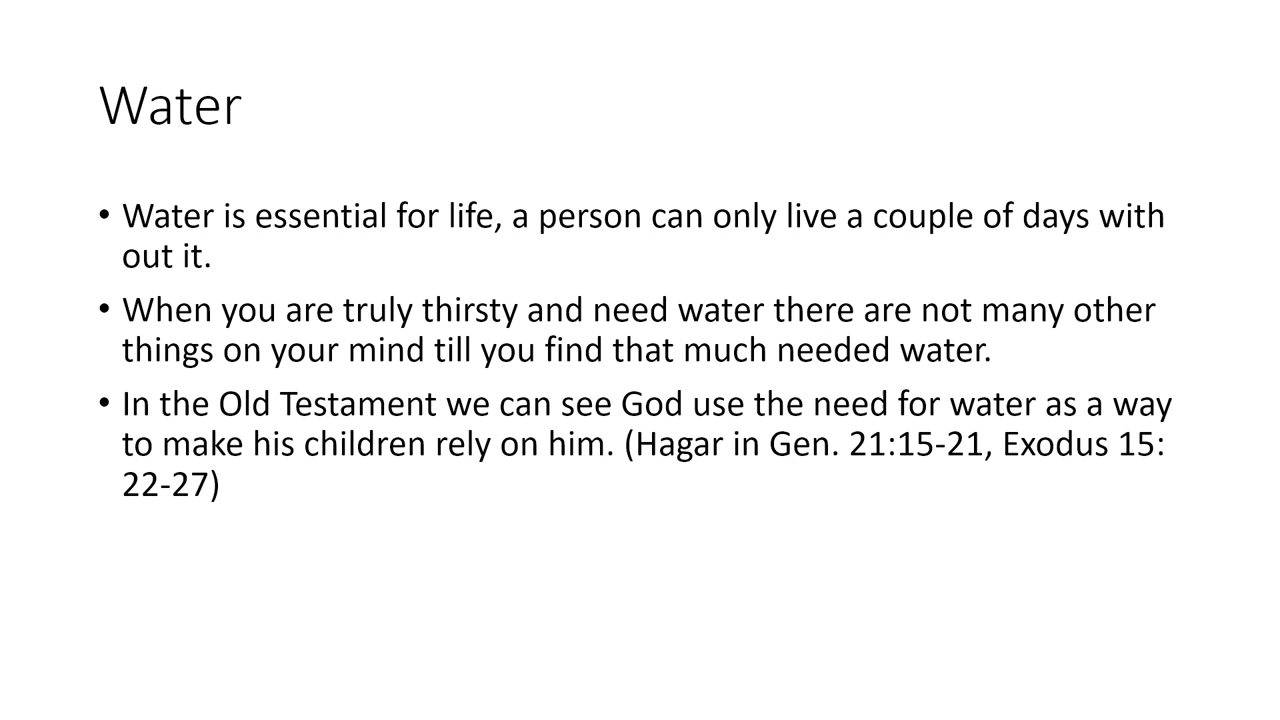 Water
• Water is essential for life, a person can only live a couple of days with
out it.
• When you are truly thirsty and need water there are not many other
things on your mind till you find that much needed water.
• In the Old Testament we can see God use the need for water as a way
to make his children rely on him. (Hagar in Gen. 21:15-21, Exodus 15:
22-27)